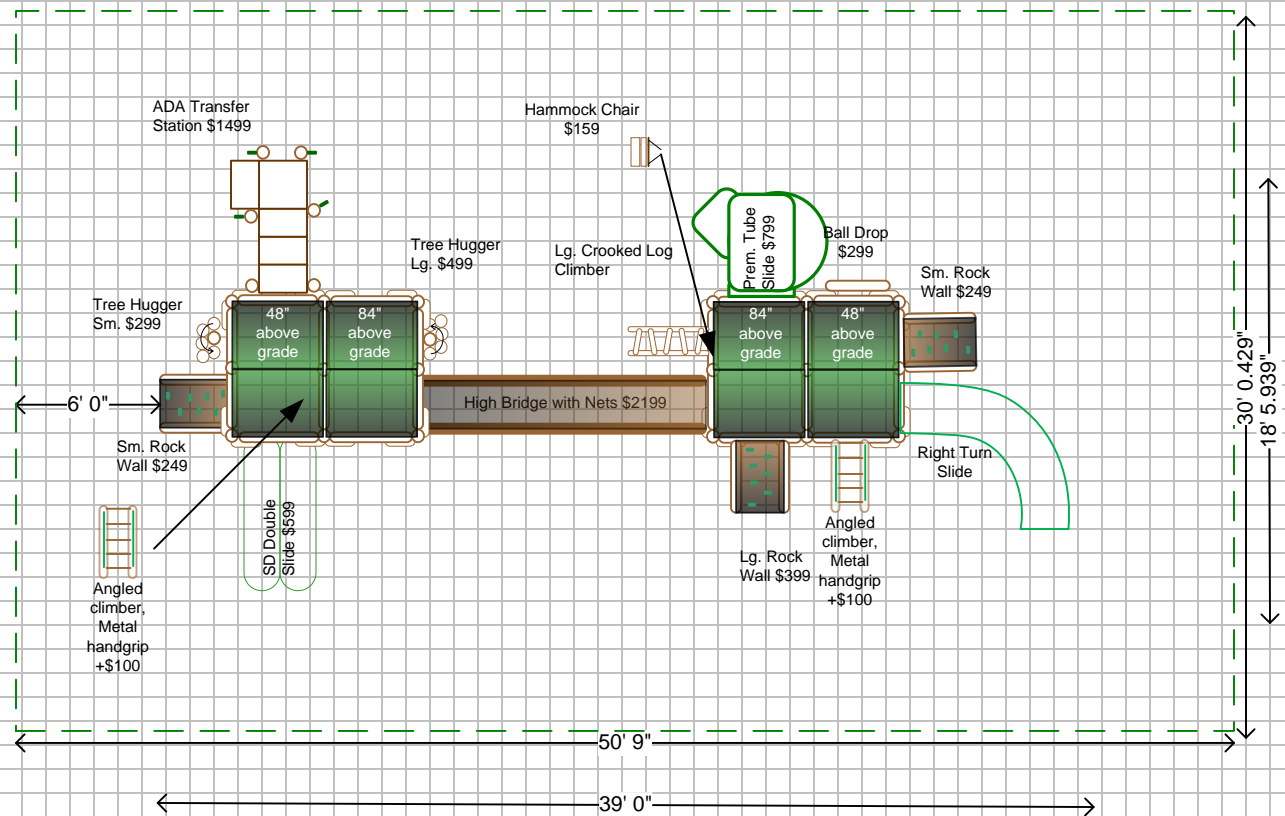 ADA Transfer
Station $1499
Hammock Chair
$159
Tree Hugger
Lg. $499
Lg. Crooked Log
Climber
Prem. Tube
Slide $799
Ball Drop
$299
Sm. Rock
Wall $249
Tree Hugger
Sm. $299
48"
above
grade
84"
above
grade
84"
above
grade
48"
above
grade
6' 0"
High Bridge with Nets $2199
30' 0.429"
18' 5.939"
Sm. Rock
Wall $249
Right Turn
Slide
SD Double
Slide $599
Lg. Rock
Wall $399
Angled
climber,
Metal
handgrip
+$100
Angled
climber,
Metal
handgrip
+$100
50' 9"
39' 0"